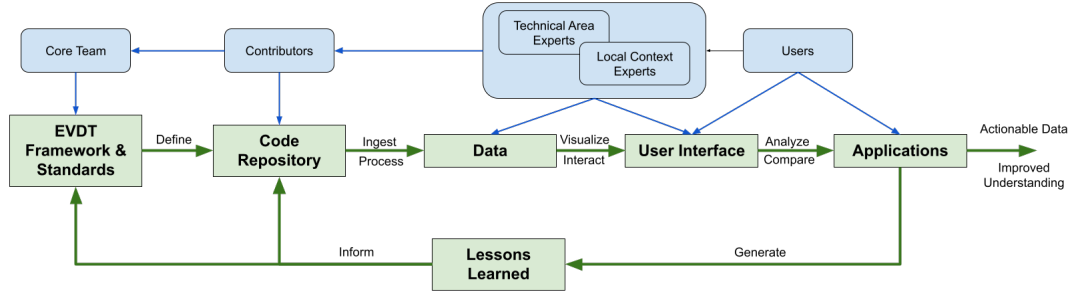 Technical Area
Experts
Local Context
Experts
Core Team
Contributors
Users
EVDT
Framework &
Standards
Define
Code
Repository
Ingest
Process
Data
Visualize
Interact
User Interface
Analyze
Compare
Applications
Actionable Data
Improved
Understanding
Inform
Lessons
Learned
Generate